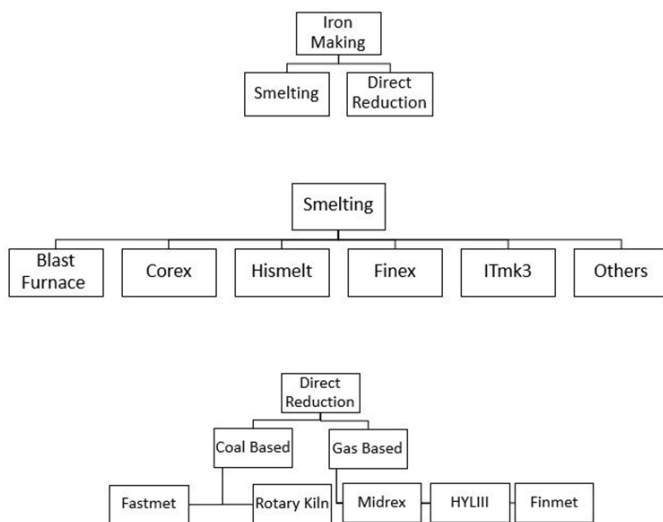 Iron
Making
Smelting
Direct
Reduction
Smelting
Blast
Furnace
Corex
Hismelt
Finex
ITmk3
Others
Direct
Reduction
Coal Based
Gas Based
Fastmet
Rotary Kiln
Midrex
HYLIII
Finmet